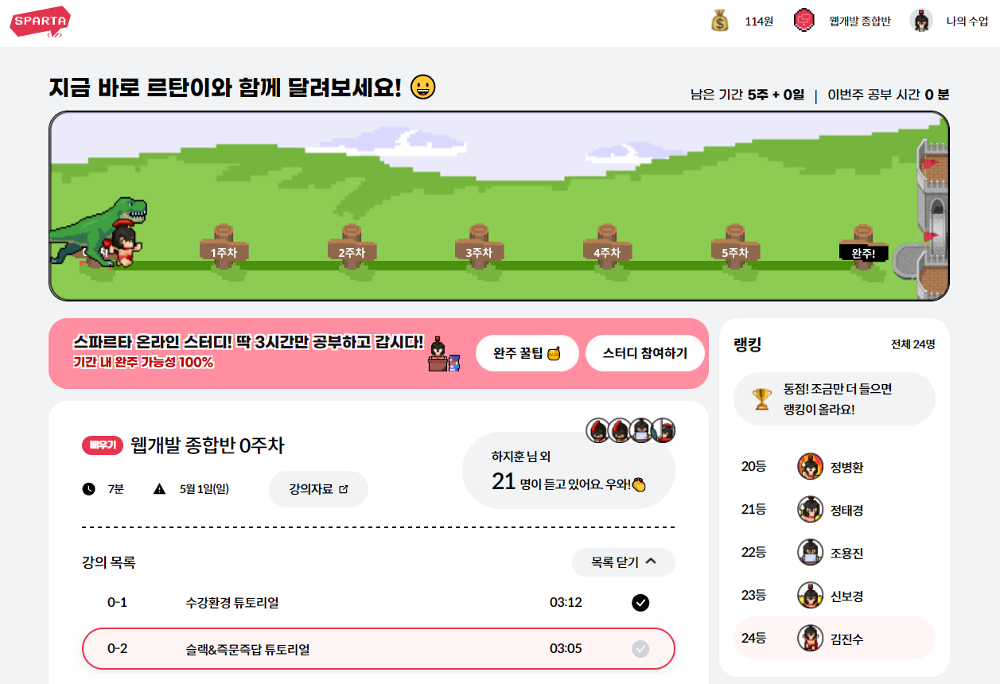 SPARTA
114원
웹개발 종합반
나의 수업
지금 바로 르탄이와 함께 달려보세요! 😀
남은 기간 5주 + 0일 | 이번주 공부 시간 0 분
1주차
2주차
3주차
4주차
5주차
완주!
스파르타 온라인 스터디! 딱 3시간만 공부하고 갑시다!
기간 내 완주 가능성 100%
완주 꿀팁 🍯
스터디 참여하기
배우기 웹개발 종합반 0주차
7분
5월 1일(일)
강의자료
하지훈 님 외
21 명이 듣고 있어요. 우와!👏
강의 목록
목록 닫기
0-1 수강환경 튜토리얼 03:12
0-2 슬랙&즉문즉답 튜토리얼 03:05
랭킹
전체 24명
동점! 조금만 더 들으면
랭킹이 올라요!
20등 정병환
21등 정태경
22등 조용진
23등 신보경
24등 김진수